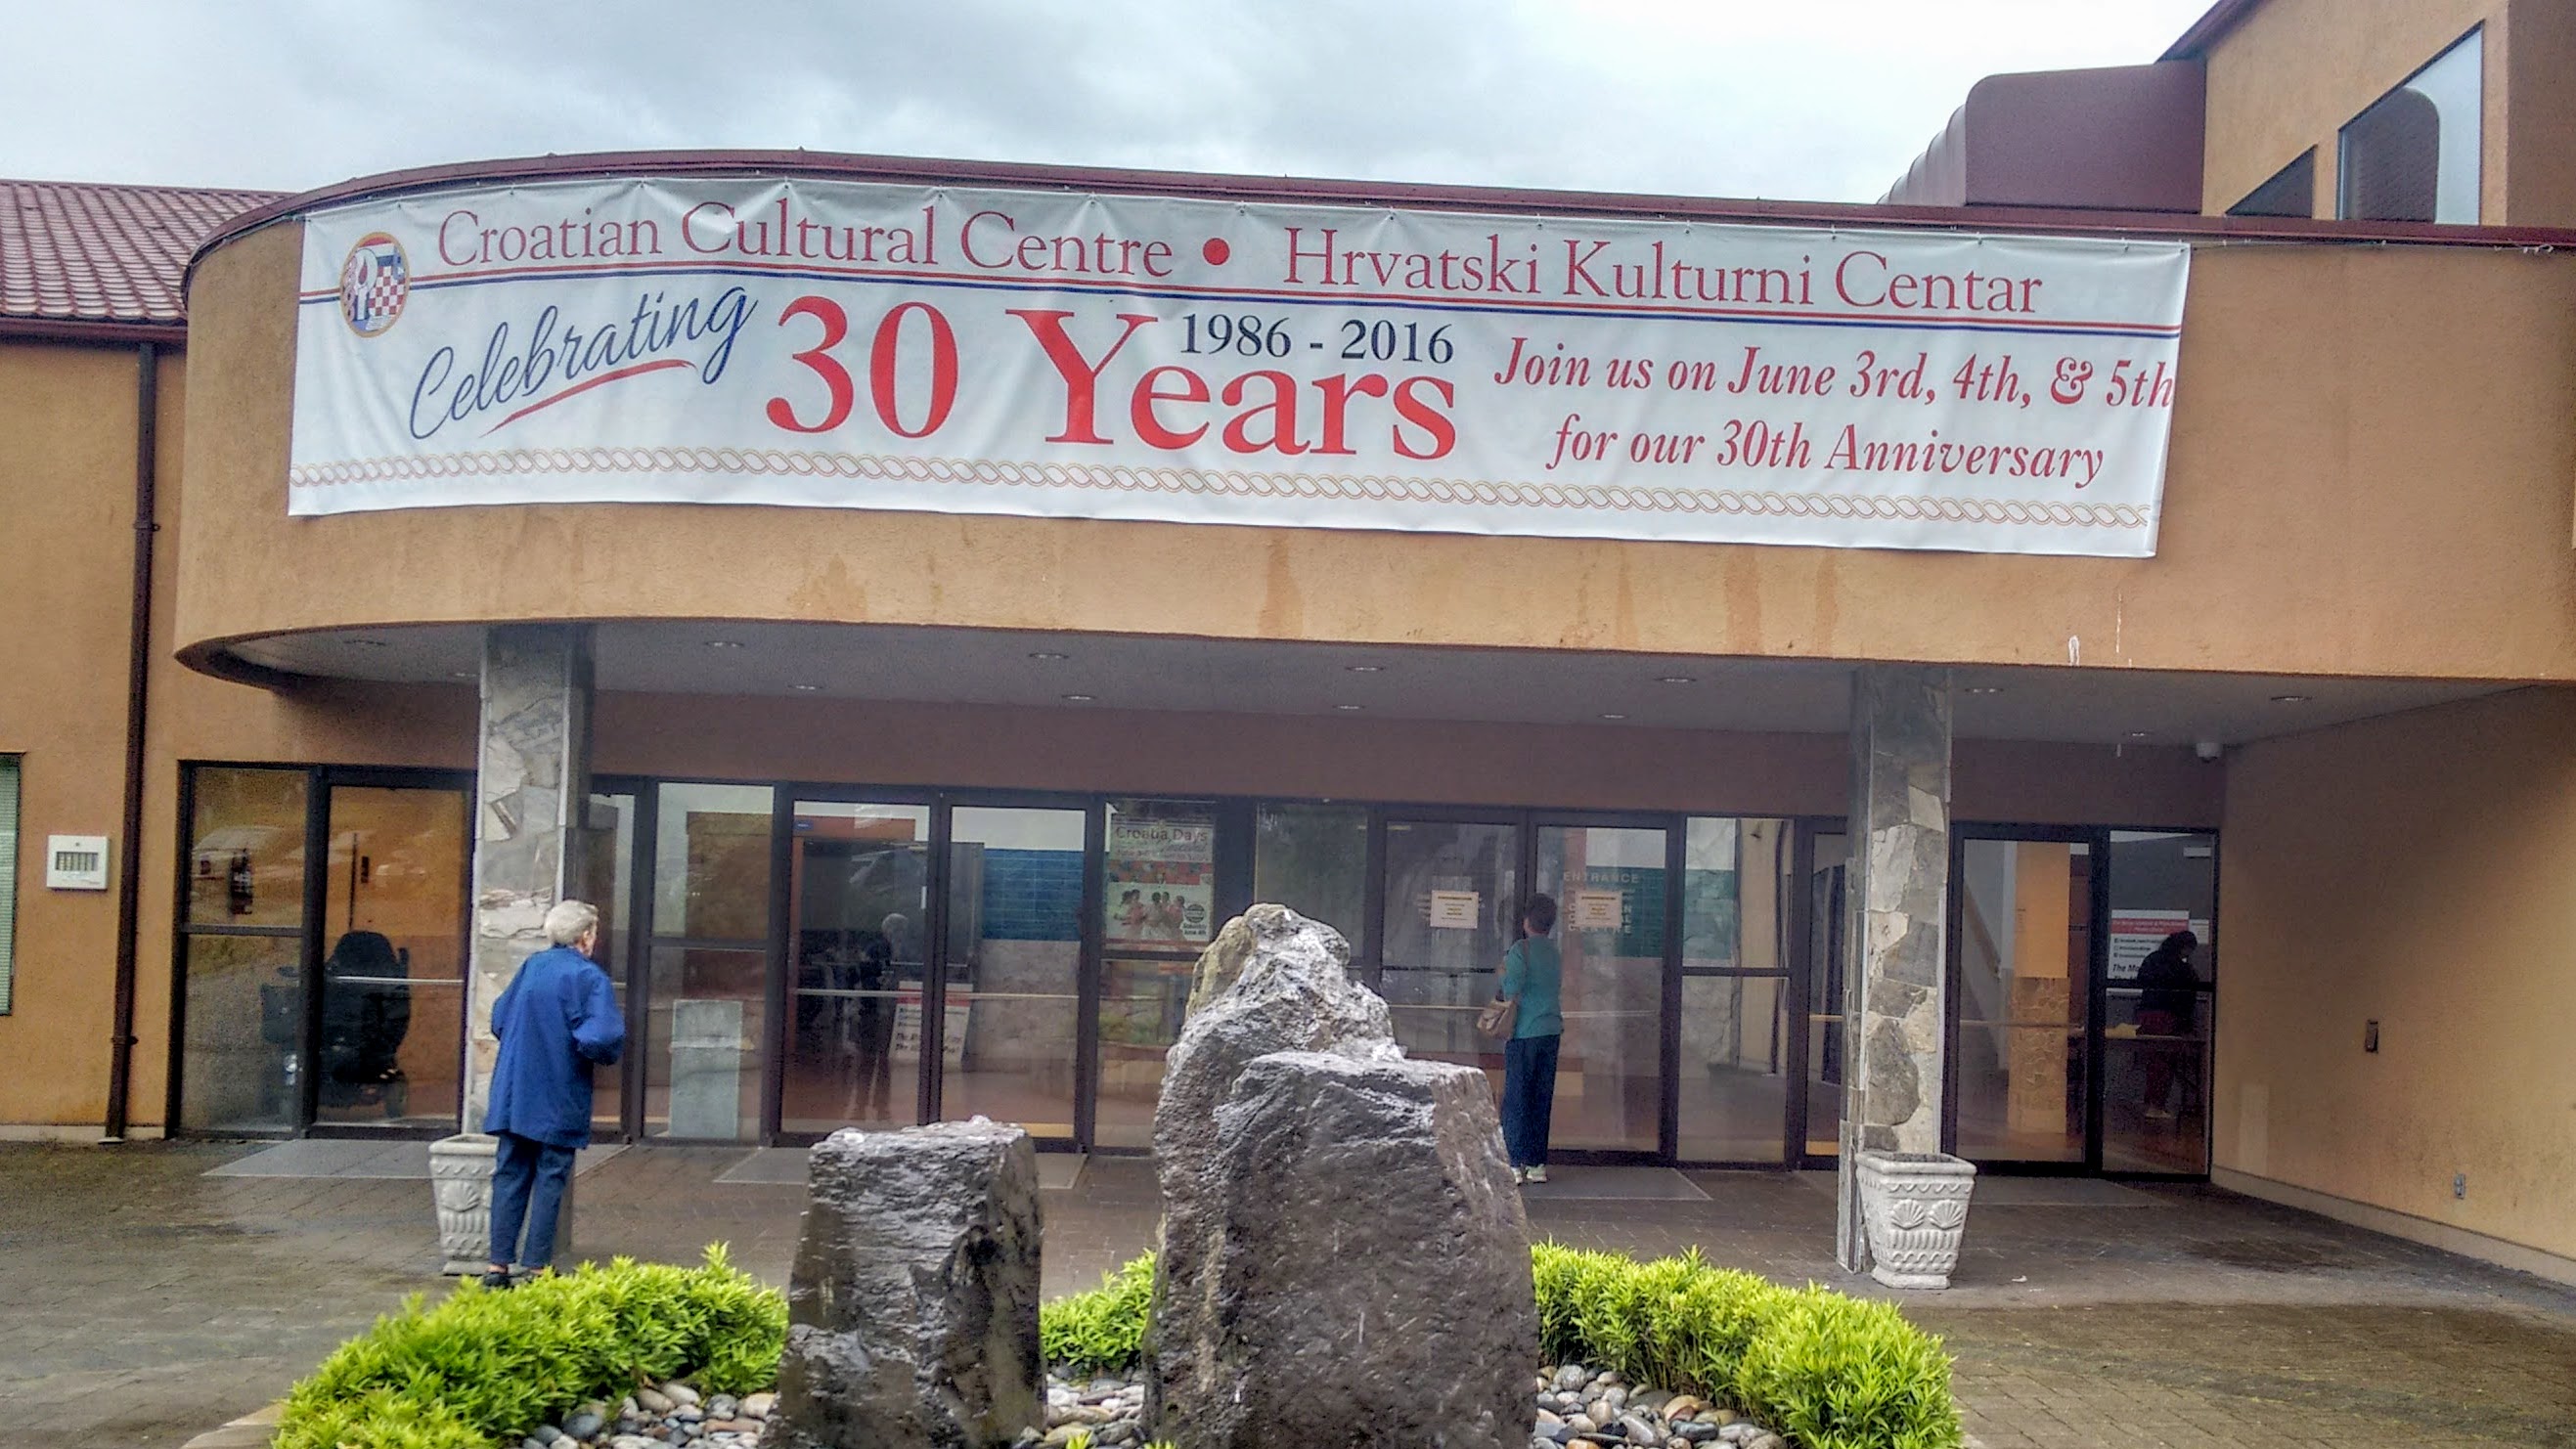 Croatian Cultural Centre • Hrvatski Kulturni Centar
Celebrating 30 Years
1986 - 2016
Join us on June 3rd, 4th, & 5th
for our 30th Anniversary
Croatia Days
ENTRANCE